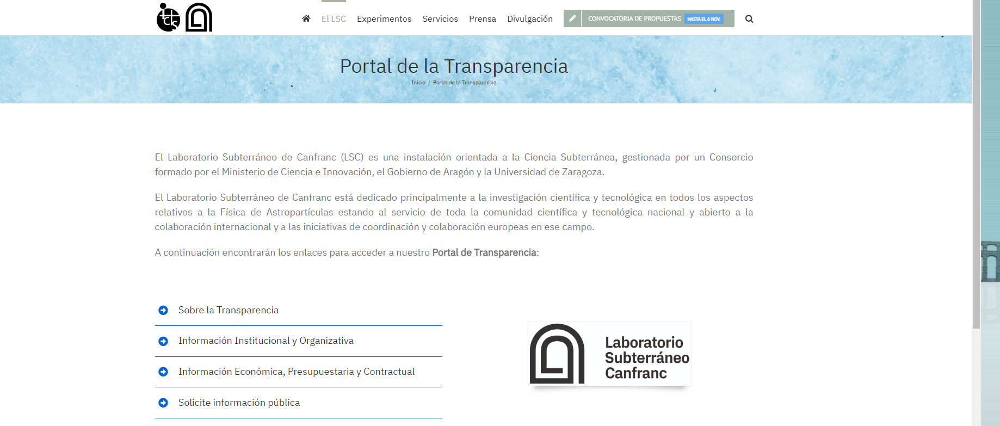 El LSC Experimentos Servicios Prensa Divulgación CONVOCATORIA DE PROPUESTAS HASTA EL 6 NOV.
Portal de la Transparencia
Inicio / Portal de la Transparencia
El Laboratorio Subterráneo de Canfranc (LSC) es una instalación orientada a la Ciencia Subterránea, gestionada por un Consorcio
formado por el Ministerio de Ciencia e Innovación, el Gobierno de Aragón y la Universidad de Zaragoza.
El Laboratorio Subterráneo de Canfranc está dedicado principalmente a la investigación científica y tecnológica en todos los aspectos
relativos a la Física de Astropartículas estando al servicio de toda la comunidad científica y tecnológica nacional y abierto a la
colaboración internacional y a las iniciativas de coordinación y colaboración europeas en ese campo.
A continuación encontrarán los enlaces para acceder a nuestro Portal de Transparencia:
Sobre la Transparencia
Información Institucional y Organizativa
Información Económica, Presupuestaria y Contractual
Solicite información pública
Laboratorio
Subterráneo
Canfranc